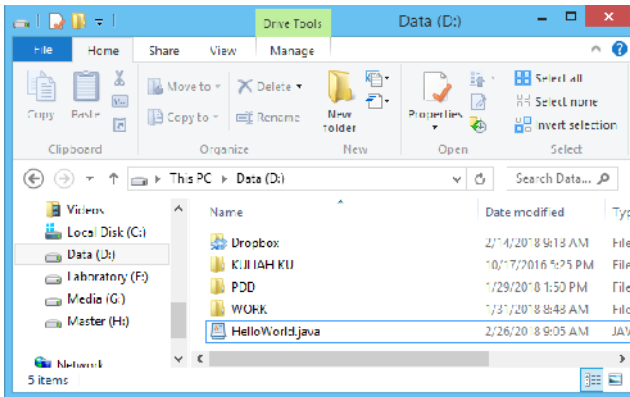 Drive Tools Data (D:)
File Home Share View Manage
Copy Paste
Move to Copy to
Delete Rename
New folder
Properties
Select all
Select none
Invert selection
Clipboard Organize New Open Select
This PC Data (D:) Search Data...
Name Date modified Typ
Videos
Local Disk (C:)
Data (D:)
Laboratory (F:)
Media (G:)
Master (H:)
Network
Dropbox 2/14/2018 9:13 AM File
KULIAH KU 10/17/2016 5:25 PM File
PDD 1/29/2018 1:50 PM File
WORK 1/31/2018 8:43 AM File
HelloWorld.java 2/26/2018 9:05 AM JAV
5 items